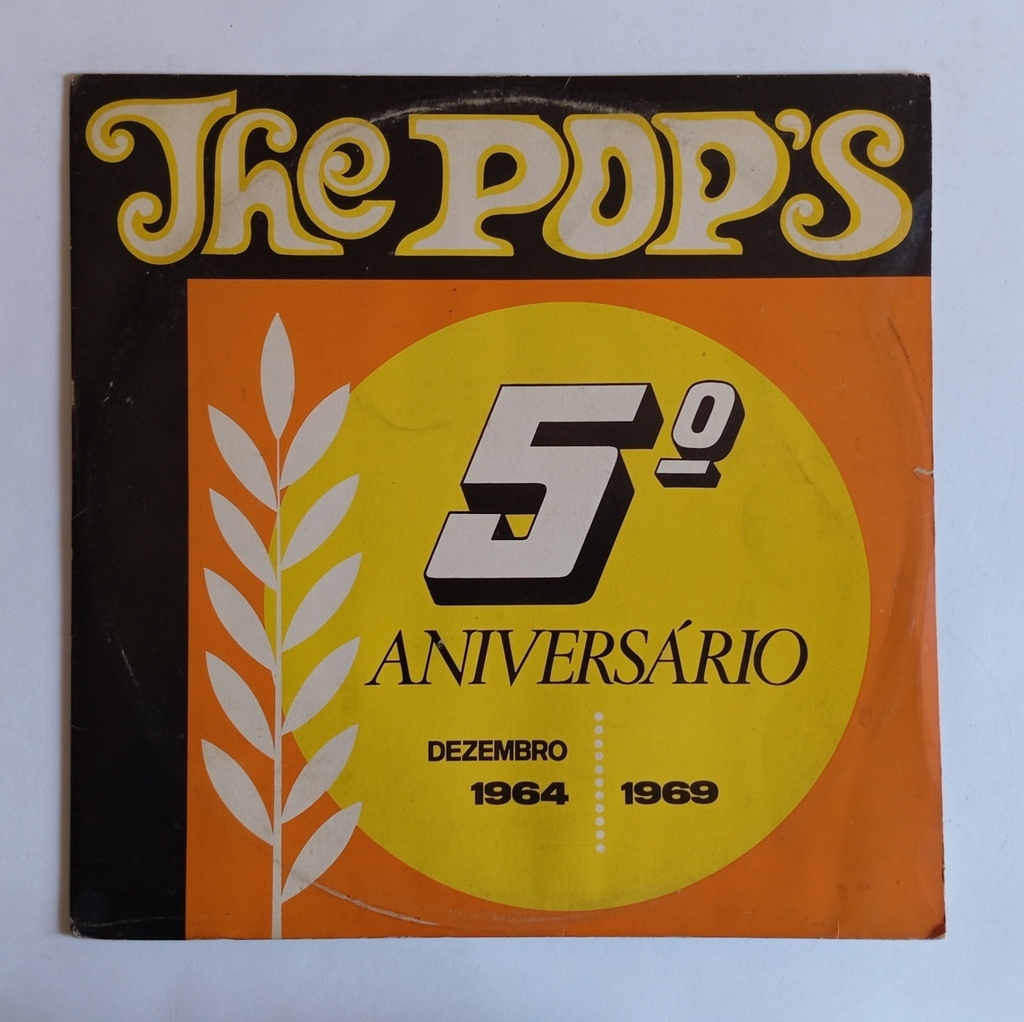 The POP'S
5º
ANIVERSÁRIO
DEZEMBRO
1964 1969